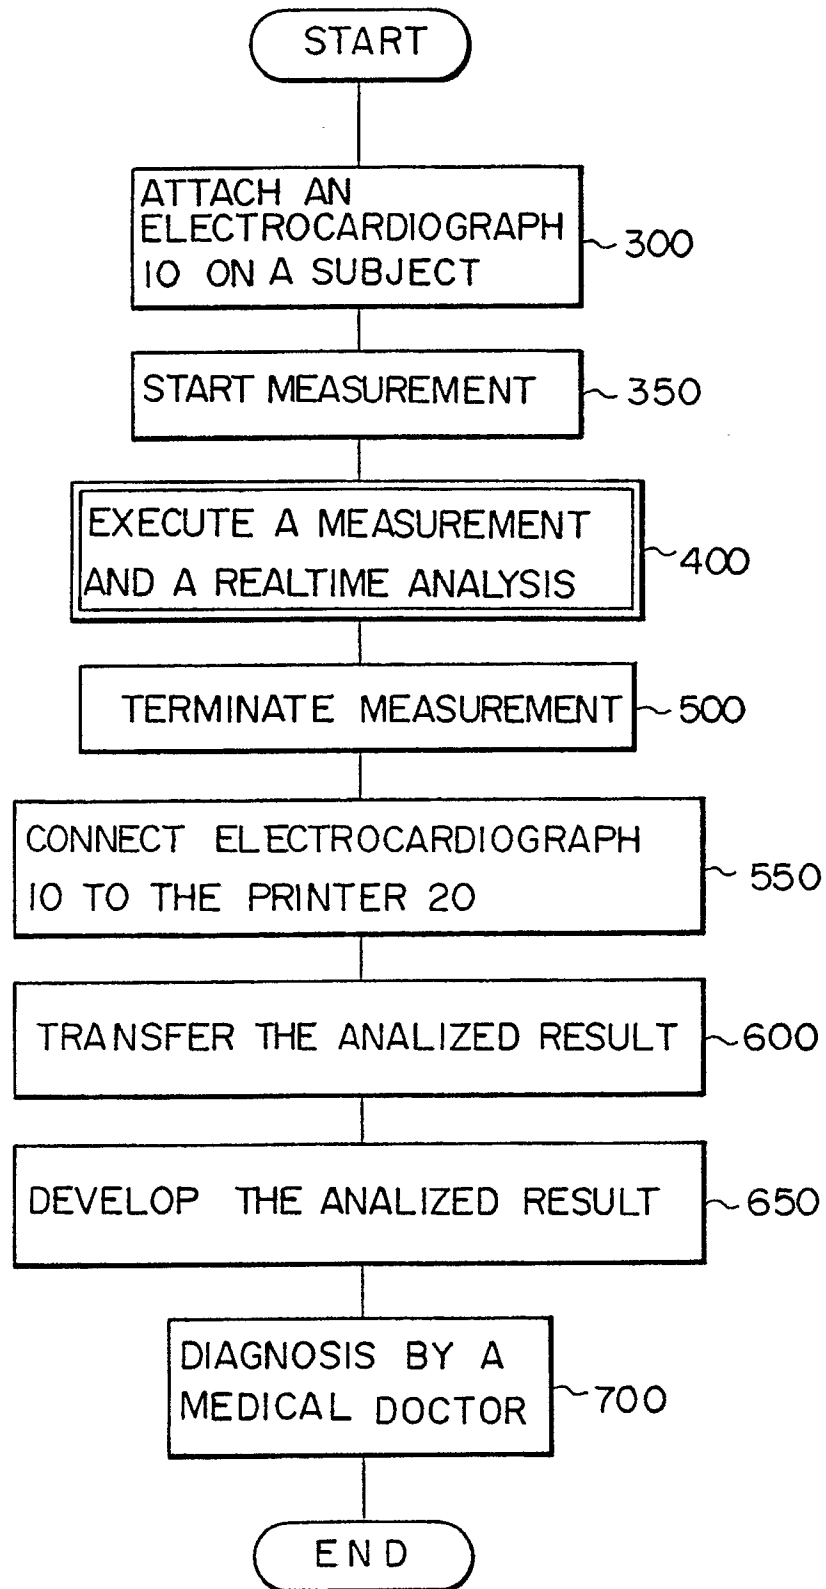 START
ATTACH AN
ELECTROCARDIOGRAPH
10 ON A SUBJECT
300
START MEASUREMENT
350
EXECUTE A MEASUREMENT
AND A REALTIME ANALYSIS
400
TERMINATE MEASUREMENT
500
CONNECT ELECTROCARDIOGRAPH
10 TO THE PRINTER 20
550
TRANSFER THE ANALIZED RESULT
600
DEVELOP THE ANALIZED RESULT
650
DIAGNOSIS BY A
MEDICAL DOCTOR
700
END